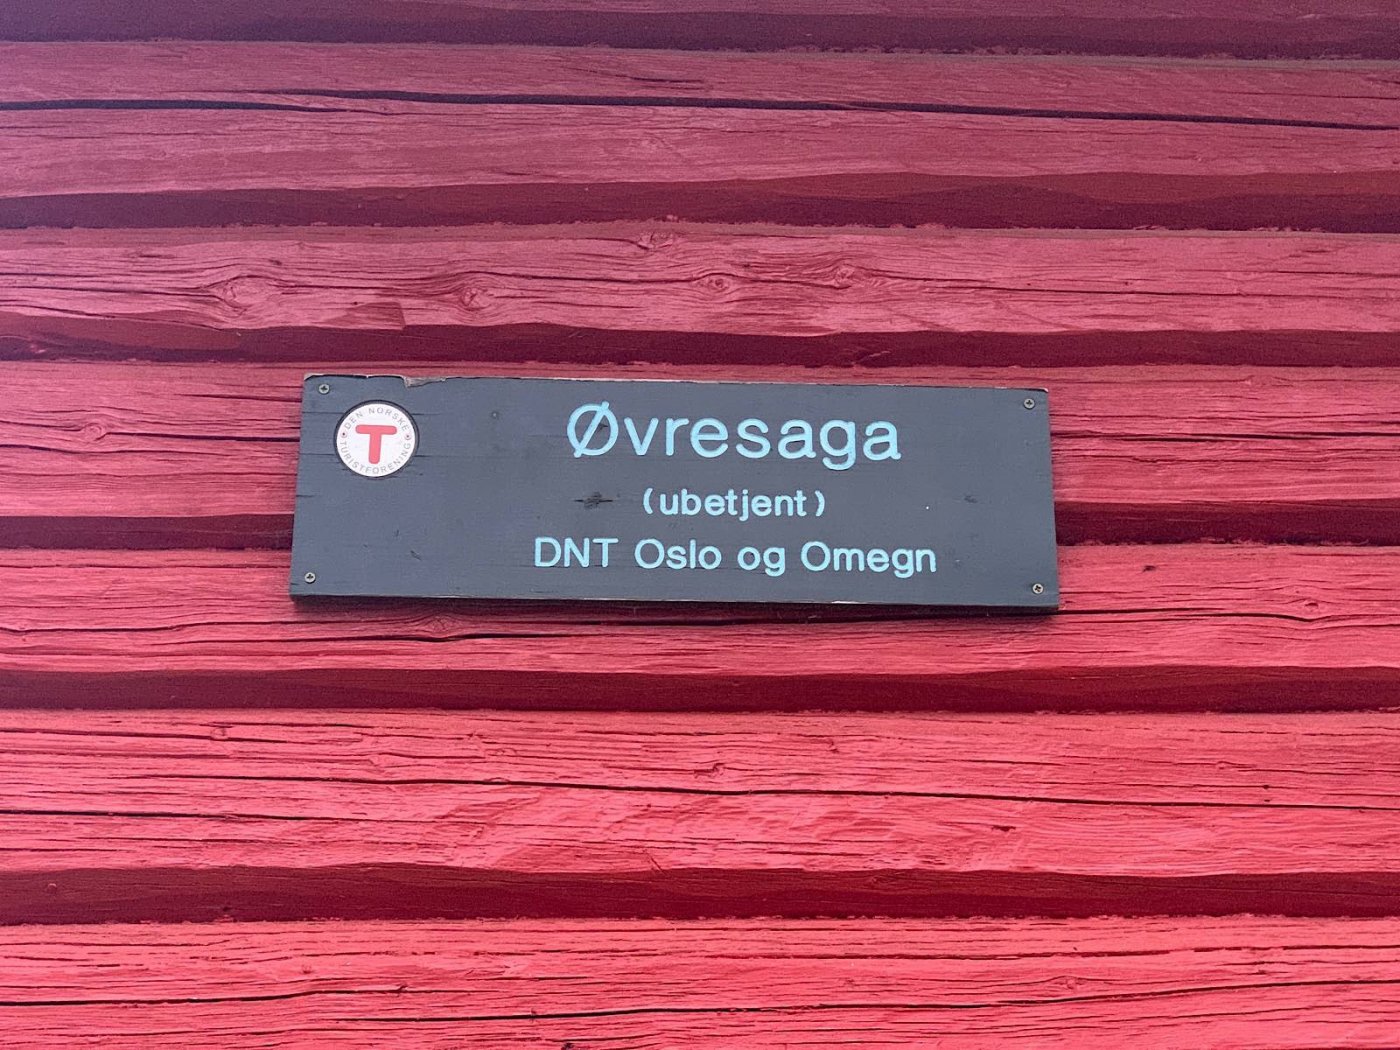 DEN NORSKE
T
TURISTFORENING
Øvresaga
(ubetjent)
DNT Oslo og Omegn